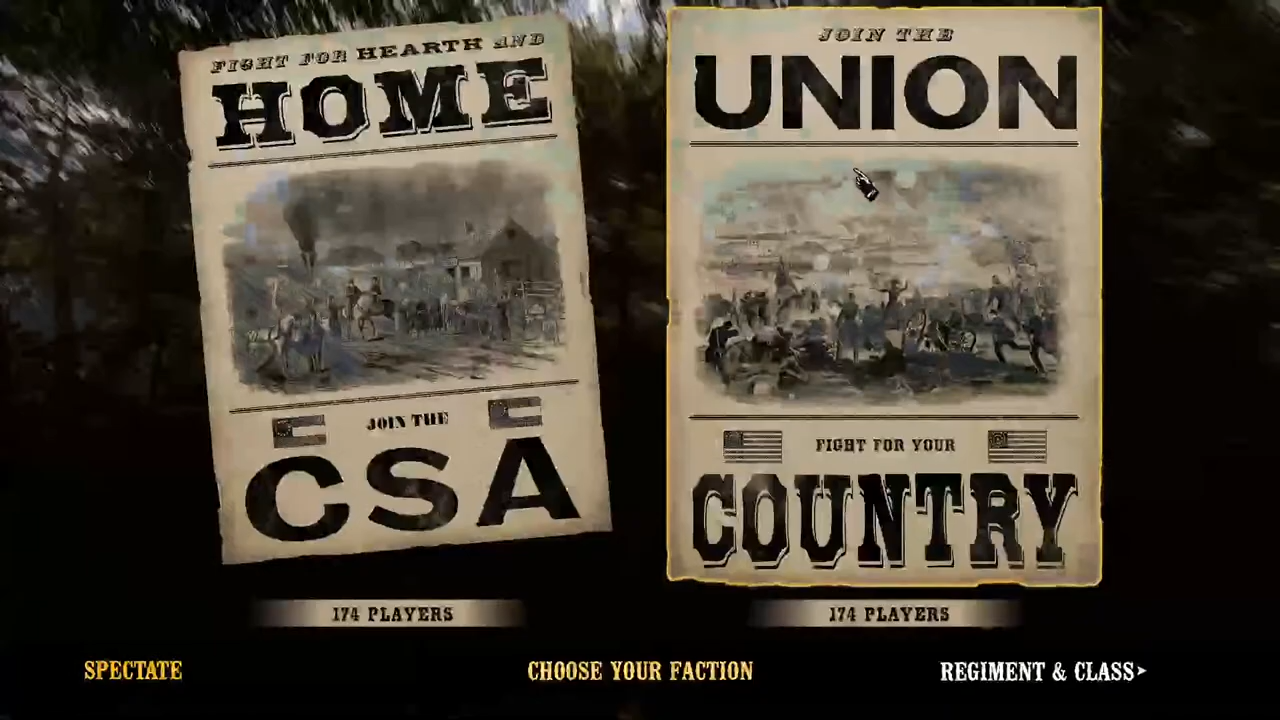 FIGHT FOR HEARTH AND
HOME
JOIN THE
CSA
174 PLAYERS
JOIN THE
UNION
FIGHT FOR YOUR
COUNTRY
174 PLAYERS
SPECTATE
CHOOSE YOUR FACTION
REGIMENT & CLASS